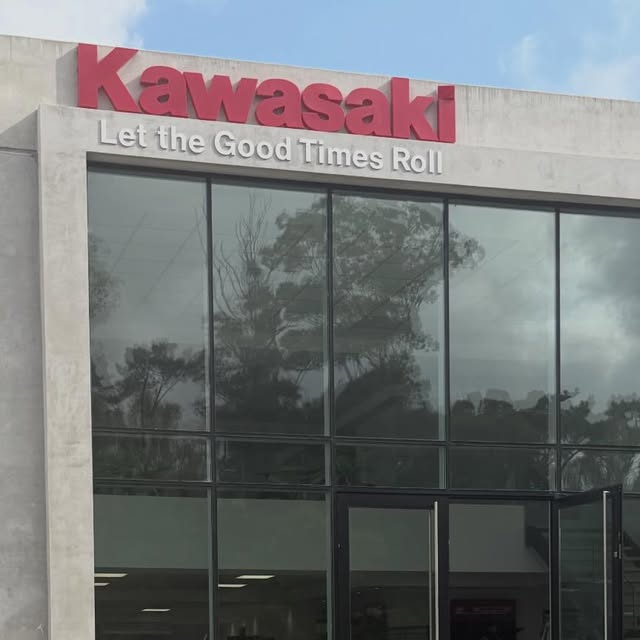 Kawasaki
Let the Good Times Roll